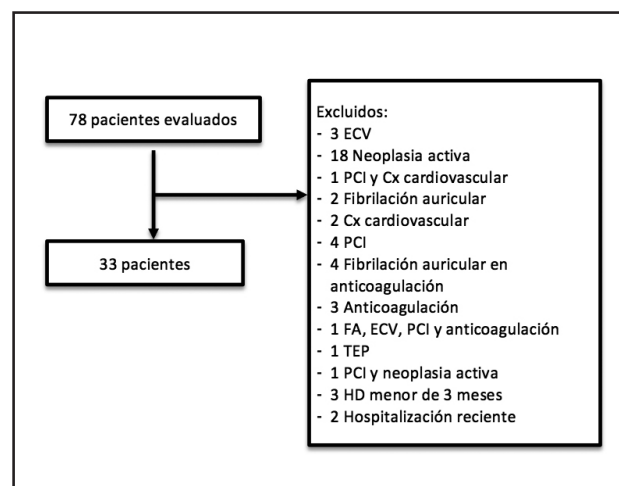 78 pacientes evaluados
33 pacientes
Excluidos:
- 3 ECV
- 18 Neoplasia activa
- 1 PCI y Cx cardiovascular
- 2 Fibrilación auricular
- 2 Cx cardiovascular
- 4 PCI
- 4 Fibrilación auricular en
anticoagulación
- 3 Anticoagulación
- 1 FA, ECV, PCI y anticoagulación
- 1 TEP
- 1 PCI y neoplasia activa
- 3 HD menor de 3 meses
- 2 Hospitalización reciente